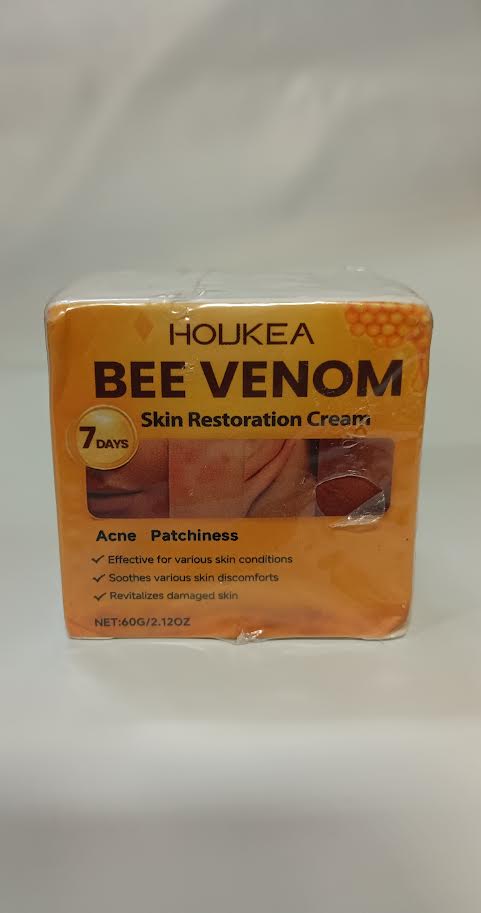 HOUKEA
BEE VENOM
Skin Restoration Cream
7 DAYS
Acne Patchiness
✓ Effective for various skin conditions
✓ Soothes various skin discomforts
✓ Revitalizes damaged skin
NET:60G/2.12OZ